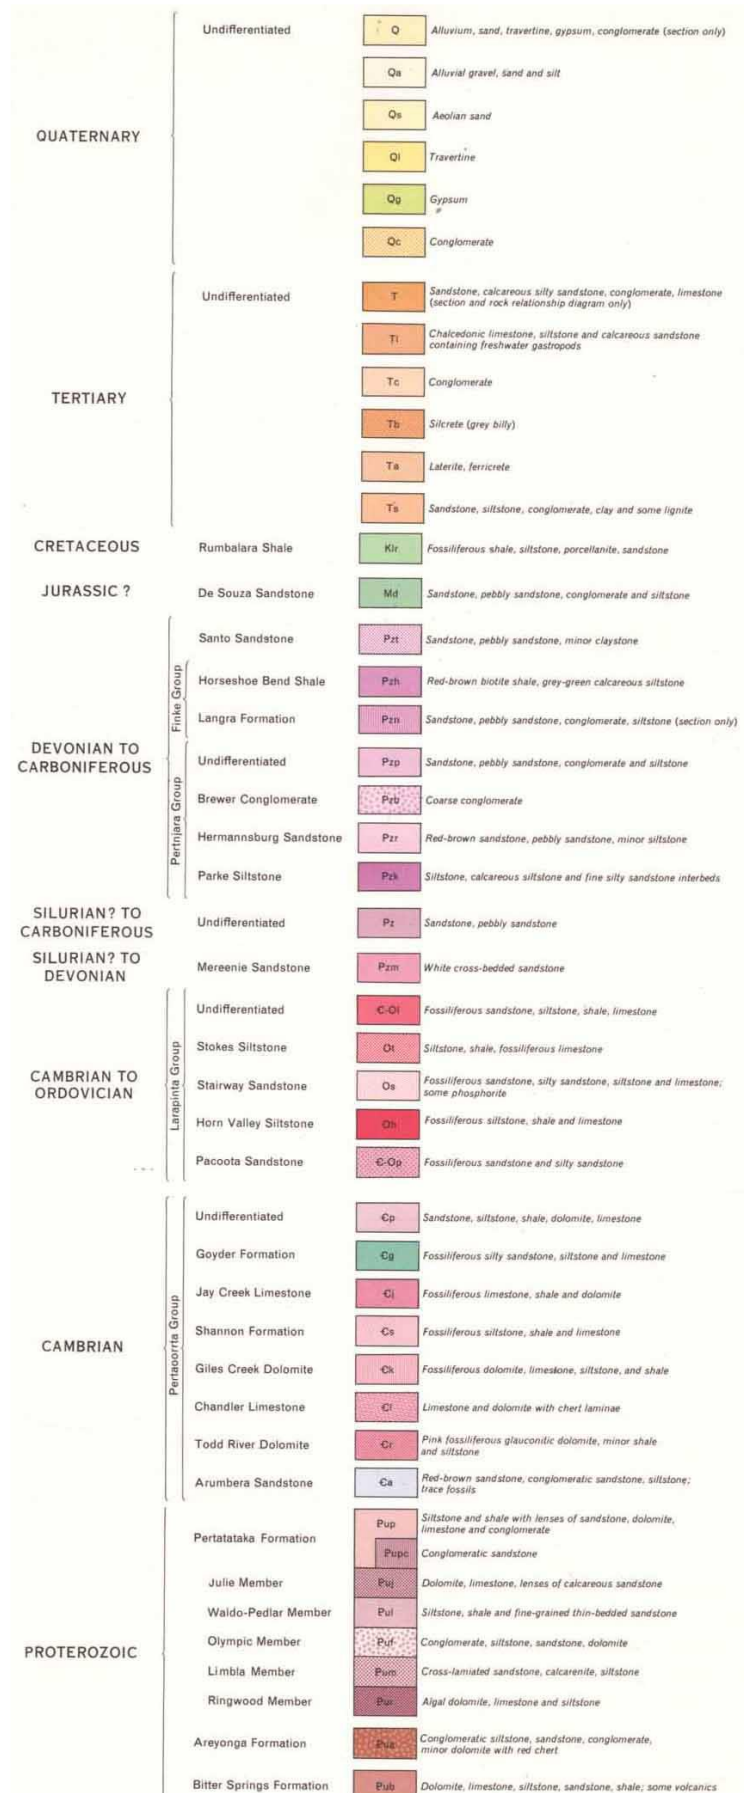 Undifferentiated Q Alluvium, sand, travertine, gypsum, conglomerate (section only)
Qa Alluvial gravel, sand and silt
Qs Aeolian sand
QUATERNARY
Ql Travertine
Qg Gypsum
Qc Conglomerate
Undifferentiated T Sandstone, calcareous silty sandstone, conglomerate, limestone
(section and rock relationship diagram only)
Tl Chalcedonic limestone, siltstone and calcareous sandstone
containing freshwater gastropods
Tc Conglomerate
TERTIARY
Tb Silcrete (grey billy)
Ta Laterite, ferricrete
Ts Sandstone, siltstone, conglomerate, clay and some lignite
CRETACEOUS Rumbalara Shale Klr Fossiliferous shale, siltstone, porcellanite, sandstone
JURASSIC ? De Souza Sandstone Md Sandstone, pebbly sandstone, conglomerate and siltstone
DEVONIAN TO
CARBONIFEROUS
Santo Sandstone Pzt Sandstone, pebbly sandstone, minor claystone
Finke Group
Horseshoe Bend Shale Pzh Red-brown biotite shale, grey-green calcareous siltstone
Langra Formation Pzn Sandstone, pebbly sandstone, conglomerate, siltstone (section only)
Pertnjara Group
Undifferentiated Pzp Sandstone, pebbly sandstone, conglomerate and siltstone
Brewer Conglomerate Pzb Coarse conglomerate
Hermannsburg Sandstone Pzr Red-brown sandstone, pebbly sandstone, minor siltstone
Parke Siltstone Pzk Siltstone, calcareous siltstone and fine silty sandstone interbeds
SILURIAN? TO
CARBONIFEROUS
Undifferentiated Pz Sandstone, pebbly sandstone
SILURIAN? TO
DEVONIAN
Mereenie Sandstone Pzm White cross-bedded sandstone
CAMBRIAN TO
ORDOVICIAN
Larapinta Group
Undifferentiated Є-Ol Fossiliferous sandstone, siltstone, shale, limestone
Stokes Siltstone Ot Siltstone, shale, fossiliferous limestone
Stairway Sandstone Os Fossiliferous sandstone, silty sandstone, siltstone and limestone;
some phosphorite
Horn Valley Siltstone Oh Fossiliferous siltstone, shale and limestone
Pacoota Sandstone Є-Op Fossiliferous sandstone and silty sandstone
CAMBRIAN
Pertaoorrta Group
Undifferentiated Єp Sandstone, siltstone, shale, dolomite, limestone
Goyder Formation Єg Fossiliferous silty sandstone, siltstone and limestone
Jay Creek Limestone Єj Fossiliferous limestone, shale and dolomite
Shannon Formation Єs Fossiliferous siltstone, shale and limestone
Giles Creek Dolomite Єk Fossiliferous dolomite, limestone, siltstone, and shale
Chandler Limestone Єl Limestone and dolomite with chert laminae
Todd River Dolomite Єr Pink fossiliferous glauconitic dolomite, minor shale
and siltstone
Arumbera Sandstone Єa Red-brown sandstone, conglomeratic sandstone, siltstone;
trace fossils
PROTEROZOIC
Pertatataka Formation Pup Siltstone and shale with lenses of sandstone, dolomite,
limestone and conglomerate
Pupc Conglomeratic sandstone
Julie Member Puj Dolomite, limestone, lenses of calcareous sandstone
Waldo-Pedlar Member Pul Siltstone, shale and fine-grained thin-bedded sandstone
Olympic Member Puf Conglomerate, siltstone, sandstone, dolomite
Limbla Member Pum Cross-lamiated sandstone, calcarenite, siltstone
Ringwood Member Pur Algal dolomite, limestone and siltstone
Areyonga Formation Pua Conglomeratic siltstone, sandstone, conglomerate,
minor dolomite with red chert
Bitter Springs Formation Pub Dolomite, limestone, siltstone, sandstone, shale; some volcanics